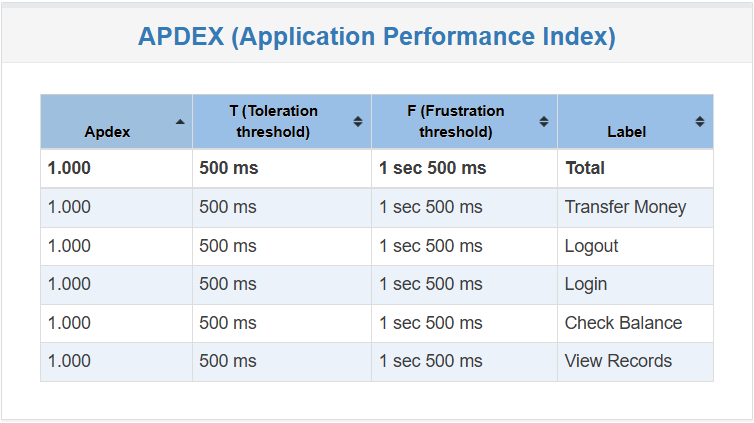 APDEX (Application Performance Index)
Apdex T (Toleration threshold) F (Frustration threshold) Label
1.000 500 ms 1 sec 500 ms Total
1.000 500 ms 1 sec 500 ms Transfer Money
1.000 500 ms 1 sec 500 ms Logout
1.000 500 ms 1 sec 500 ms Login
1.000 500 ms 1 sec 500 ms Check Balance
1.000 500 ms 1 sec 500 ms View Records